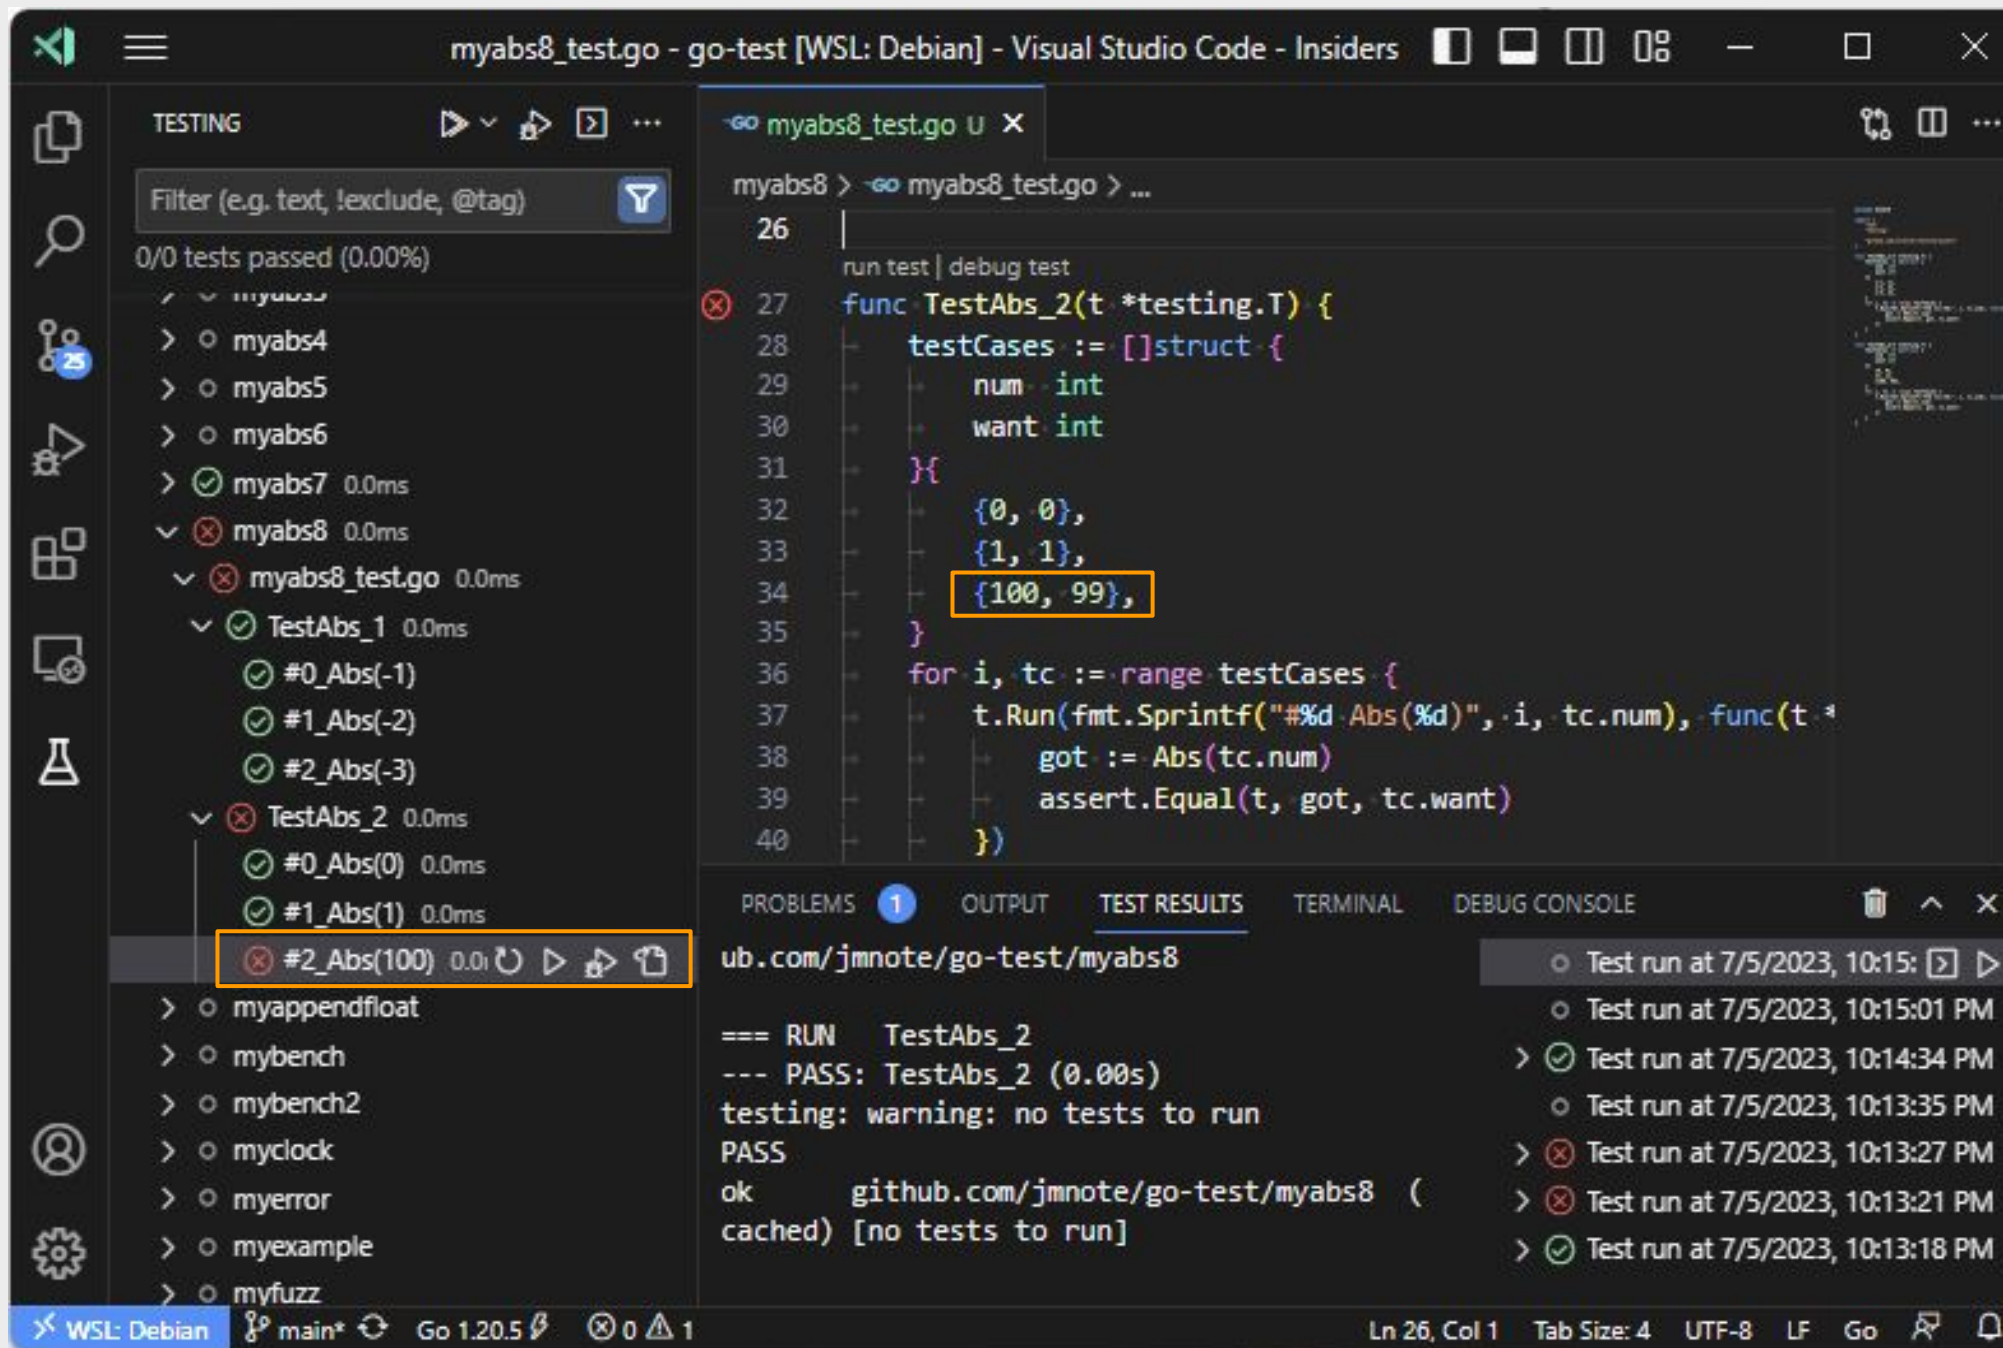 myabs8_test.go - go-test [WSL: Debian] - Visual Studio Code - Insiders
TESTING
Filter (e.g. text, !exclude, @tag)
0/0 tests passed (0.00%)
myabs4
myabs5
myabs6
myabs7 0.0ms
myabs8 0.0ms
myabs8_test.go 0.0ms
TestAbs_1 0.0ms
#0_Abs(-1)
#1_Abs(-2)
#2_Abs(-3)
TestAbs_2 0.0ms
#0_Abs(0) 0.0ms
#1_Abs(1) 0.0ms
#2_Abs(100) 0.0
myappendfloat
mybench
mybench2
myclock
myerror
myexample
myfuzz
25
GO myabs8_test.go U
myabs8 > GO myabs8_test.go > ...
26
run test | debug test
27 func TestAbs_2(t *testing.T) {
28 testCases := []struct {
29 num int
30 want int
31 }{
32 {0, 0},
33 {1, 1},
34 {100, 99},
35 }
36 for i, tc := range testCases {
37 t.Run(fmt.Sprintf("#%d Abs(%d)", i, tc.num), func(t *
38 got := Abs(tc.num)
39 assert.Equal(t, got, tc.want)
40 })
PROBLEMS 1 OUTPUT TEST RESULTS TERMINAL DEBUG CONSOLE
ub.com/jmnote/go-test/myabs8
=== RUN TestAbs_2
--- PASS: TestAbs_2 (0.00s)
testing: warning: no tests to run
PASS
ok github.com/jmnote/go-test/myabs8 (
cached) [no tests to run]
Test run at 7/5/2023, 10:15:
Test run at 7/5/2023, 10:15:01 PM
Test run at 7/5/2023, 10:14:34 PM
Test run at 7/5/2023, 10:13:35 PM
Test run at 7/5/2023, 10:13:27 PM
Test run at 7/5/2023, 10:13:21 PM
Test run at 7/5/2023, 10:13:18 PM
WSL: Debian main* Go 1.20.5 0 1 Ln 26, Col 1 Tab Size: 4 UTF-8 LF Go